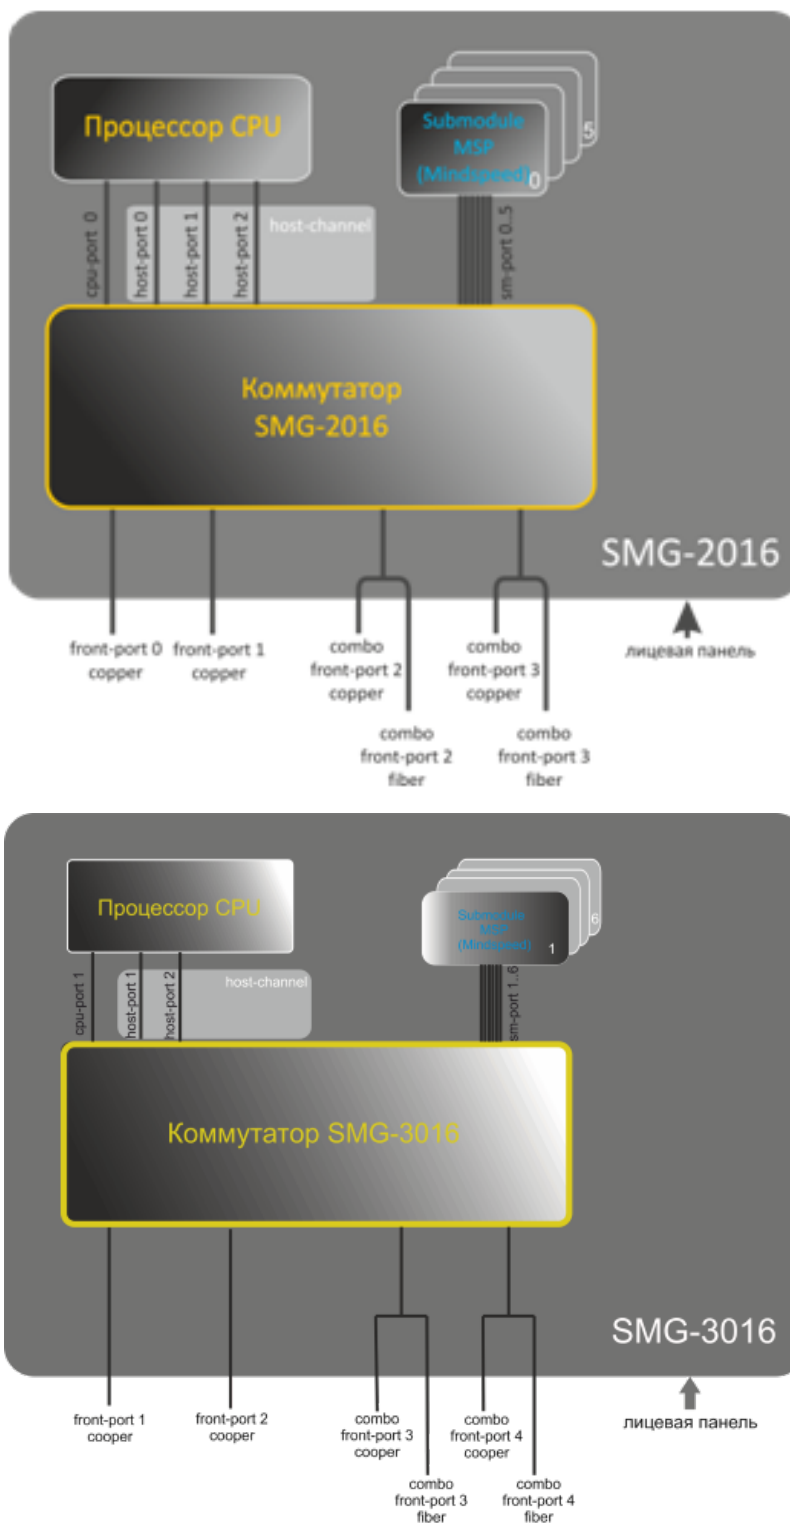 Процессор CPU
Submodule
MSP
(Mindspeed)
0
5
cpu-port 0
host-port 0
host-port 1
host-port 2
host-channel
sm-port 0..5
Коммутатор
SMG-2016
SMG-2016
front-port 0
copper
front-port 1
copper
combo
front-port 2
copper
combo
front-port 2
fiber
combo
front-port 3
copper
combo
front-port 3
fiber
лицевая панель
Процессор CPU
Submodule
MSP
(Mindspeed)
1
6
cpu-port 1
host-port 1
host-port 2
host-channel
sm-port 1..6
Коммутатор SMG-3016
SMG-3016
front-port 1
cooper
front-port 2
cooper
combo
front-port 3
cooper
combo
front-port 3
fiber
combo
front-port 4
cooper
combo
front-port 4
fiber
лицевая панель